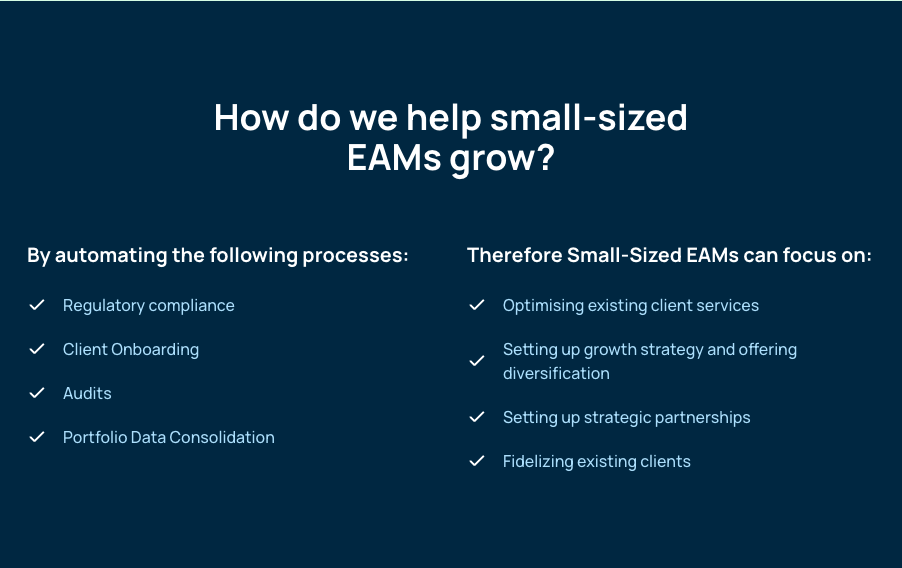 How do we help small-sized
EAMs grow?
By automating the following processes:
Regulatory compliance
Client Onboarding
Audits
Portfolio Data Consolidation
Therefore Small-Sized EAMs can focus on:
Optimising existing client services
Setting up growth strategy and offering
diversification
Setting up strategic partnerships
Fidelizing existing clients